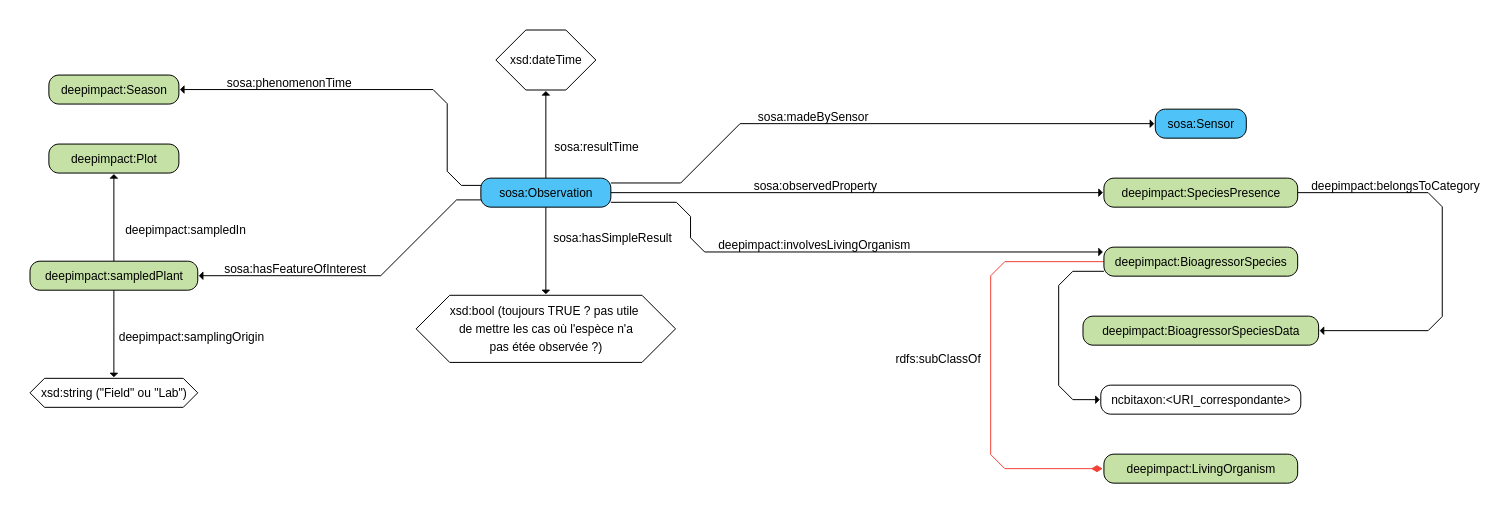 xsd:dateTime
sosa:phenomenonTime
deepimpact:Season
sosa:madeBySensor
sosa:Sensor
sosa:resultTime
deepimpact:Plot
sosa:Observation
sosa:observedProperty
deepimpact:SpeciesPresence
deepimpact:belongsToCategory
deepimpact:sampledIn
sosa:hasSimpleResult
deepimpact:involvesLivingOrganism
deepimpact:BioagressorSpecies
sosa:hasFeatureOfInterest
deepimpact:sampledPlant
xsd:bool (toujours TRUE ? pas utile
de mettre les cas où l'espèce n'a
pas étée observée ?)
deepimpact:samplingOrigin
deepimpact:BioagressorSpeciesData
rdfs:subClassOf
xsd:string ("Field" ou "Lab")
ncbitaxon:<URI_correspondante>
deepimpact:LivingOrganism